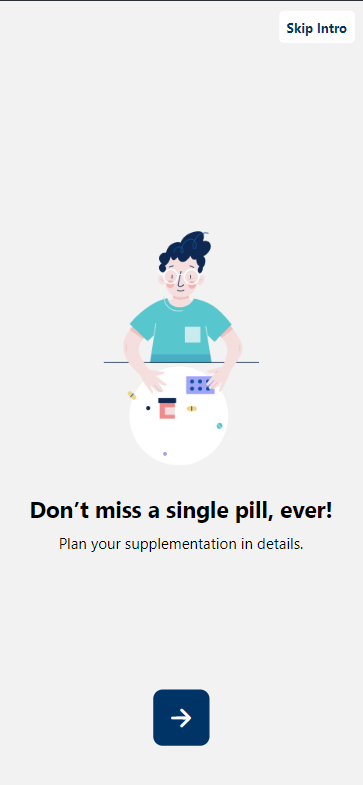 Skip Intro
Don’t miss a single pill, ever!
Plan your supplementation in details.